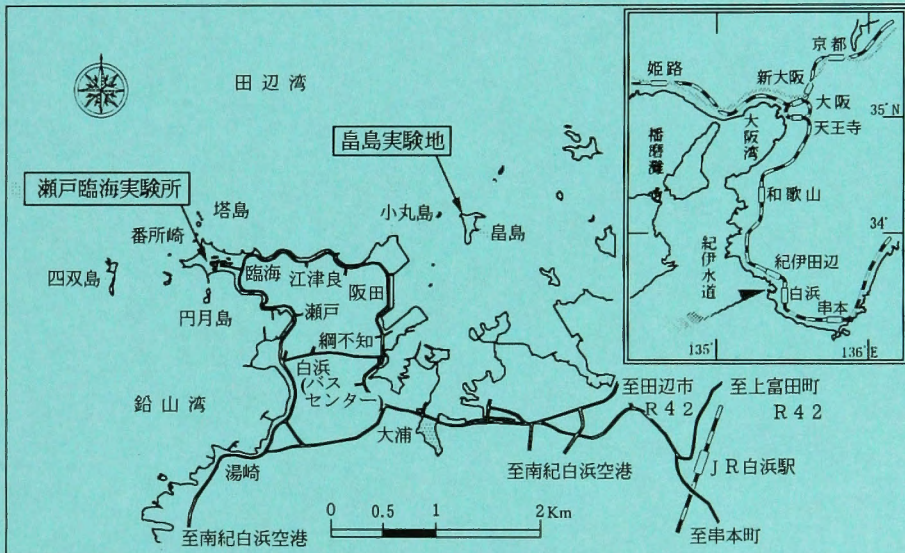 田辺湾
畠島実験地
瀬戸臨海実験所
塔島
番所崎
四双島
円月島
臨海
江津良
瀬戸
阪田
小丸島
畠島
綱不知
白浜
(バス
センター)
鉛山湾
湯崎
大浦
至田辺市
R42
至上富田町
R42
至南紀白浜空港
JR白浜駅
至串本町
至南紀白浜空港
0 0.5 1 2Km
京都
姫路
新大阪
大阪
天王寺
35°
播磨灘
大阪湾
和歌山
34°
紀伊水道
紀伊田辺
白浜
串本
135°
136°E